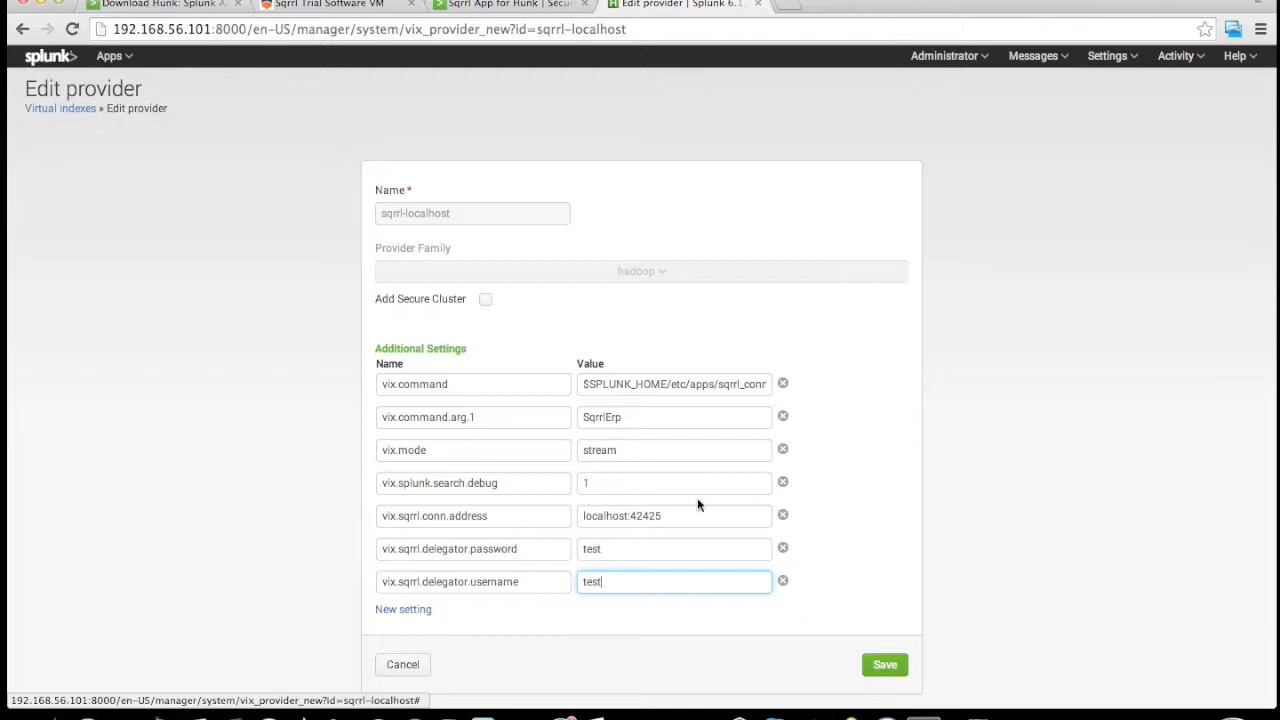 Download Hunk: Splunk A
Sqrrl Trial Software VM
Sqrrl App for Hunk | Secur
Edit provider | Splunk 6.1.
192.168.56.101:8000/en-US/manager/system/vix_provider_new?id=sqrrl-localhost
splunk> Apps Administrator Messages Settings Activity Help
Edit provider
Virtual indexes » Edit provider
Name *
sqrrl-localhost
Provider Family
hadoop
Add Secure Cluster
Additional Settings
Name Value
vix.command $SPLUNK_HOME/etc/apps/sqrrl_conn
vix.command.arg.1 SqrrlErp
vix.mode stream
vix.splunk.search.debug 1
vix.sqrrl.conn.address localhost:42425
vix.sqrrl.delegator.password test
vix.sqrrl.delegator.username test
New setting
Cancel Save
192.168.56.101:8000/en-US/manager/system/vix_provider_new?id=sqrrl-localhost#